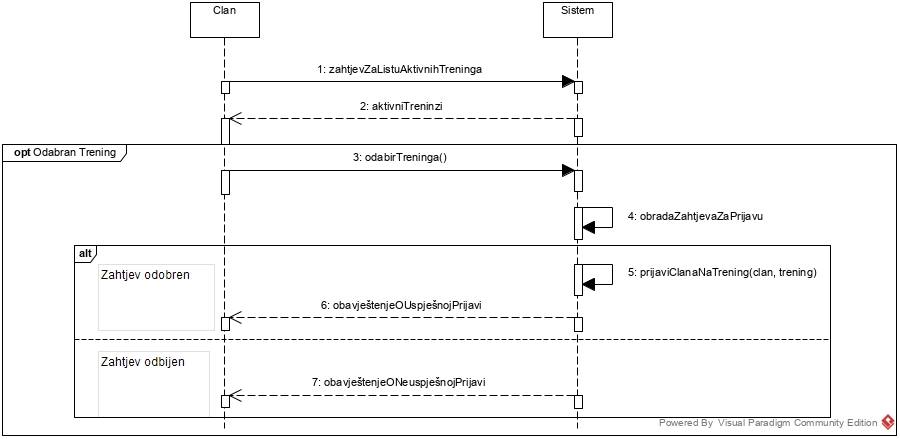 Clan
Sistem
1: zahtjevZaListuAktivnihTreninga
2: aktivniTreninzi
opt Odabran Trening
3: odabirTreninga()
4: obradaZahtjevaZaPrijavu
alt
Zahtjev odobren
5: prijaviClanaNaTrening(clan, trening)
6: obavještenjeOUspješnojPrijavi
Zahtjev odbijen
7: obavještenjeONeuspješnojPrijavi
Powered By Visual Paradigm Community Edition